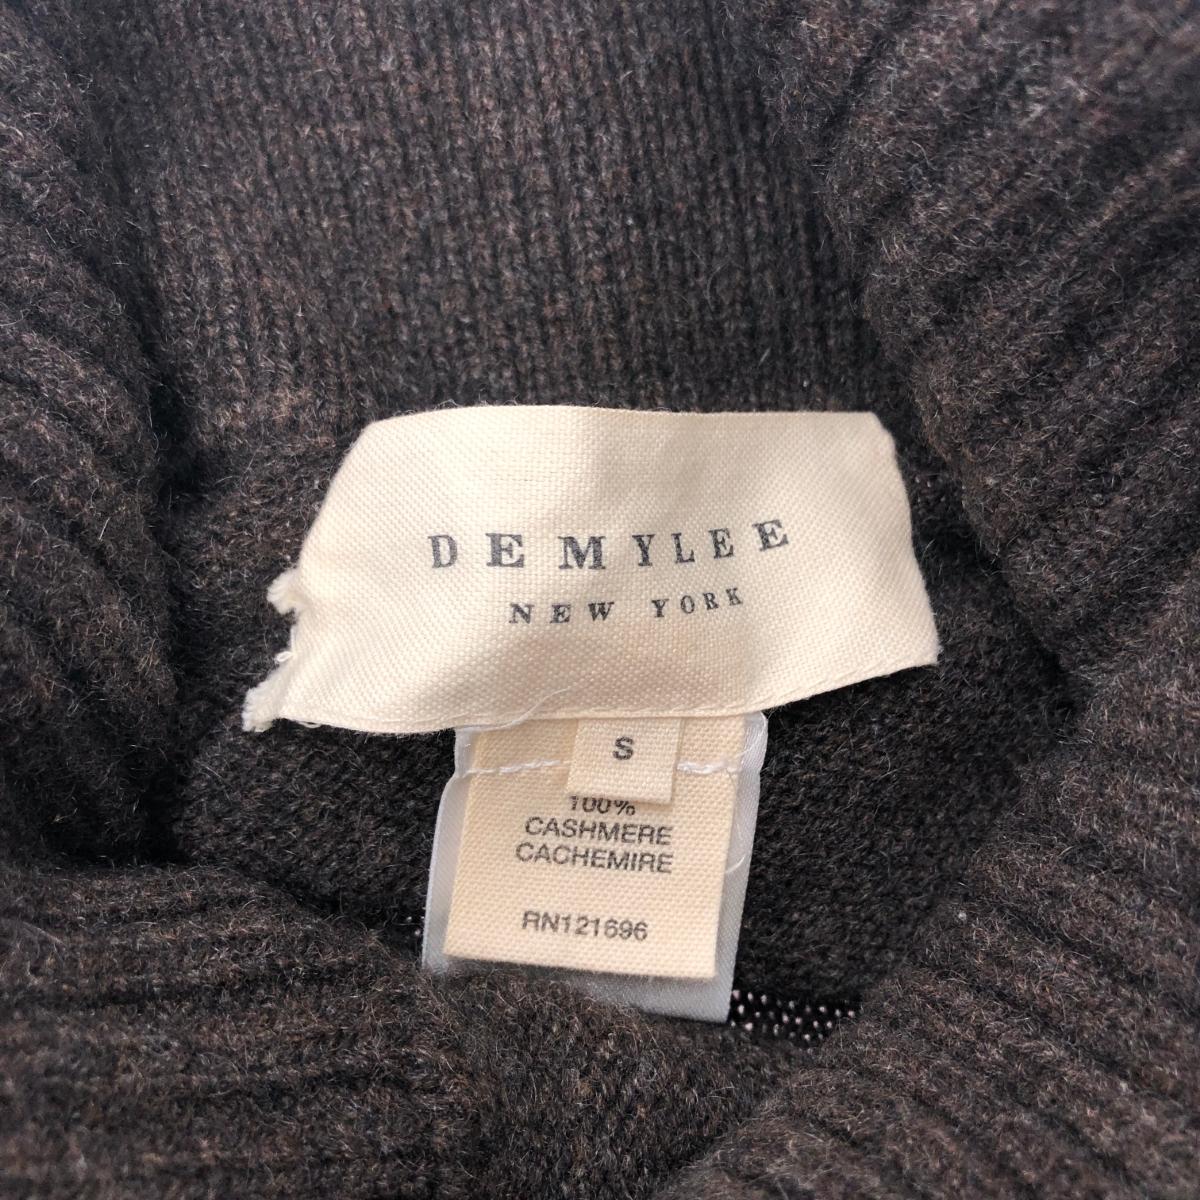 DEMYLEE
NEW YORK
S
100%
CASHMERE
CACHEMIRE
RN121696